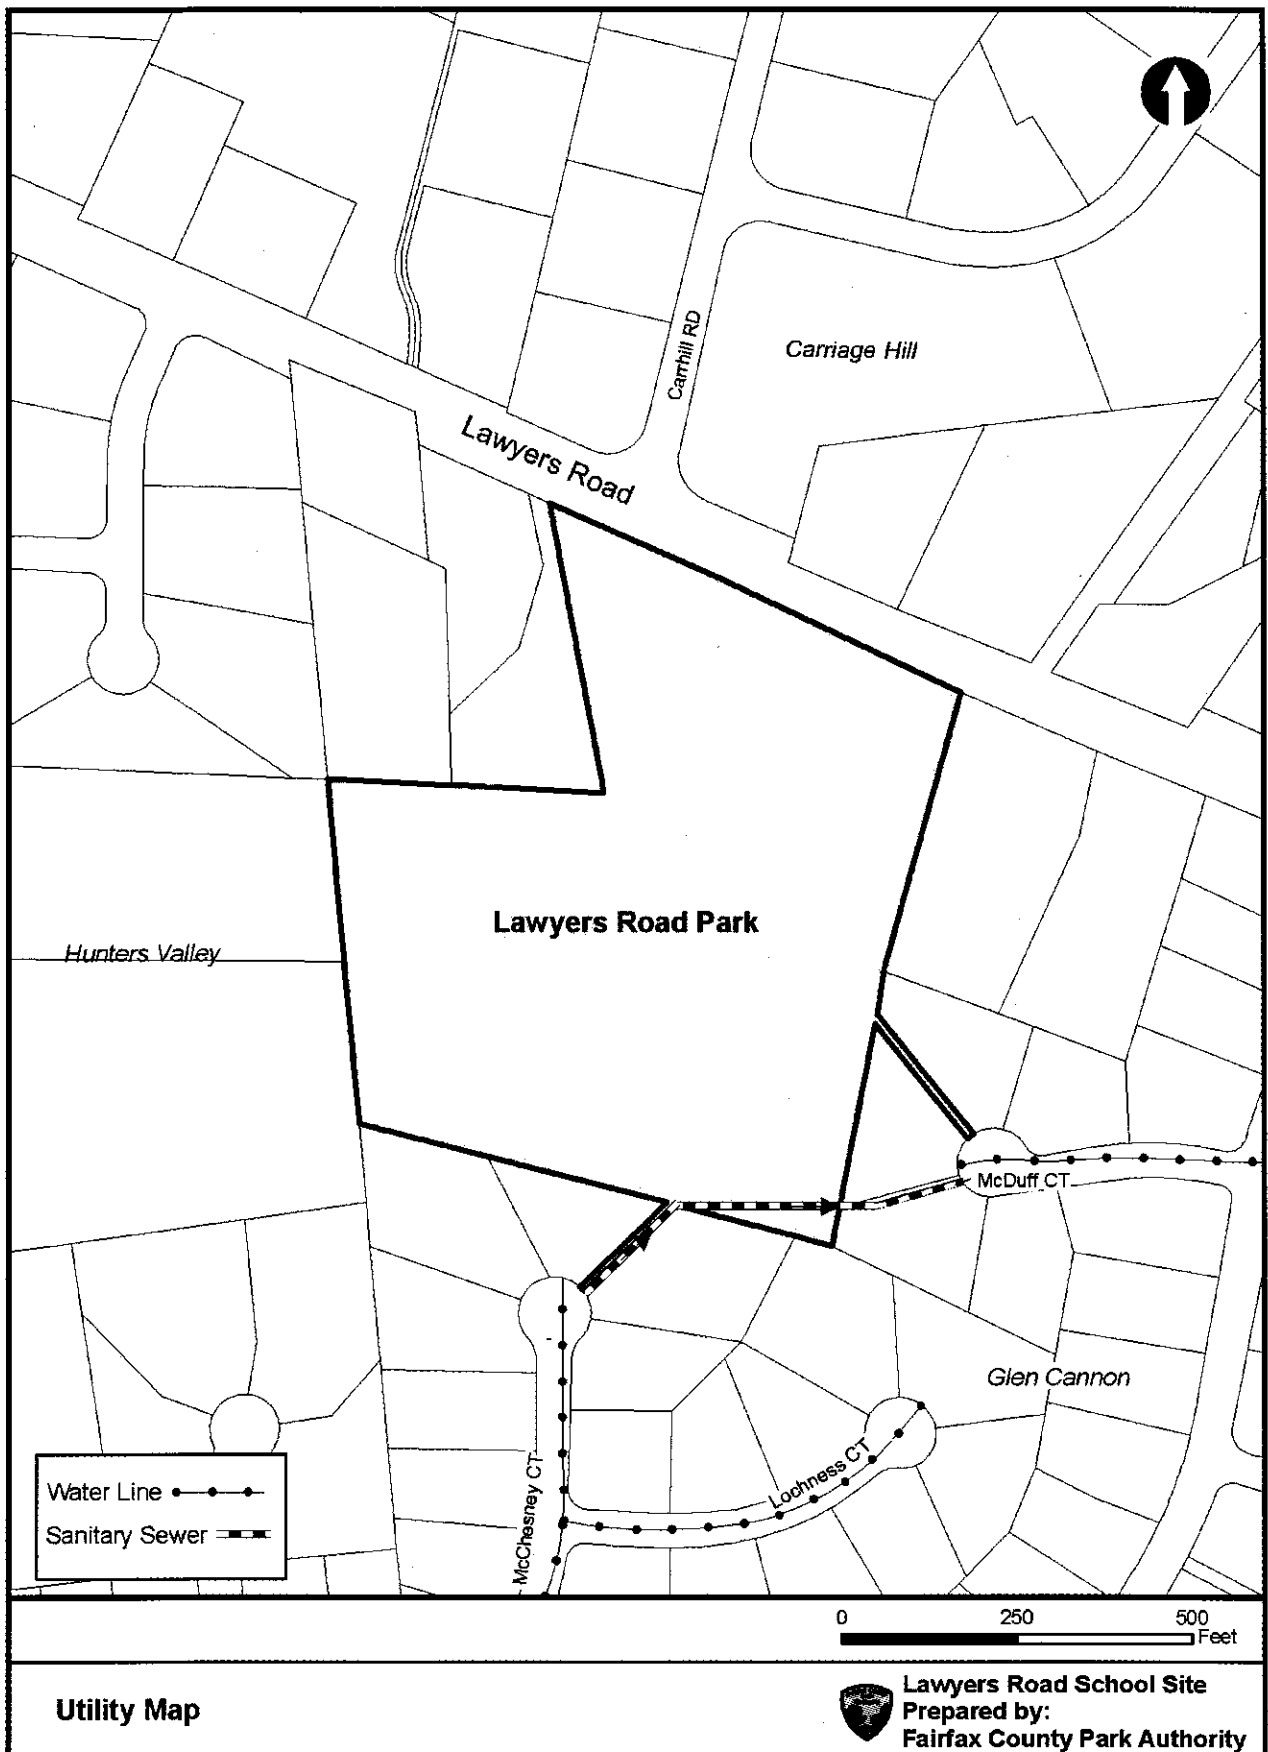 Carrhill RD
Carriage Hill
Lawyers Road
Lawyers Road Park
Hunters Valley
McDuff CT
Glen Cannon
Lochness CT
McChesney CT
Water Line
Sanitary Sewer
0 250 500
Feet
Utility Map
Lawyers Road School Site
Prepared by:
Fairfax County Park Authority